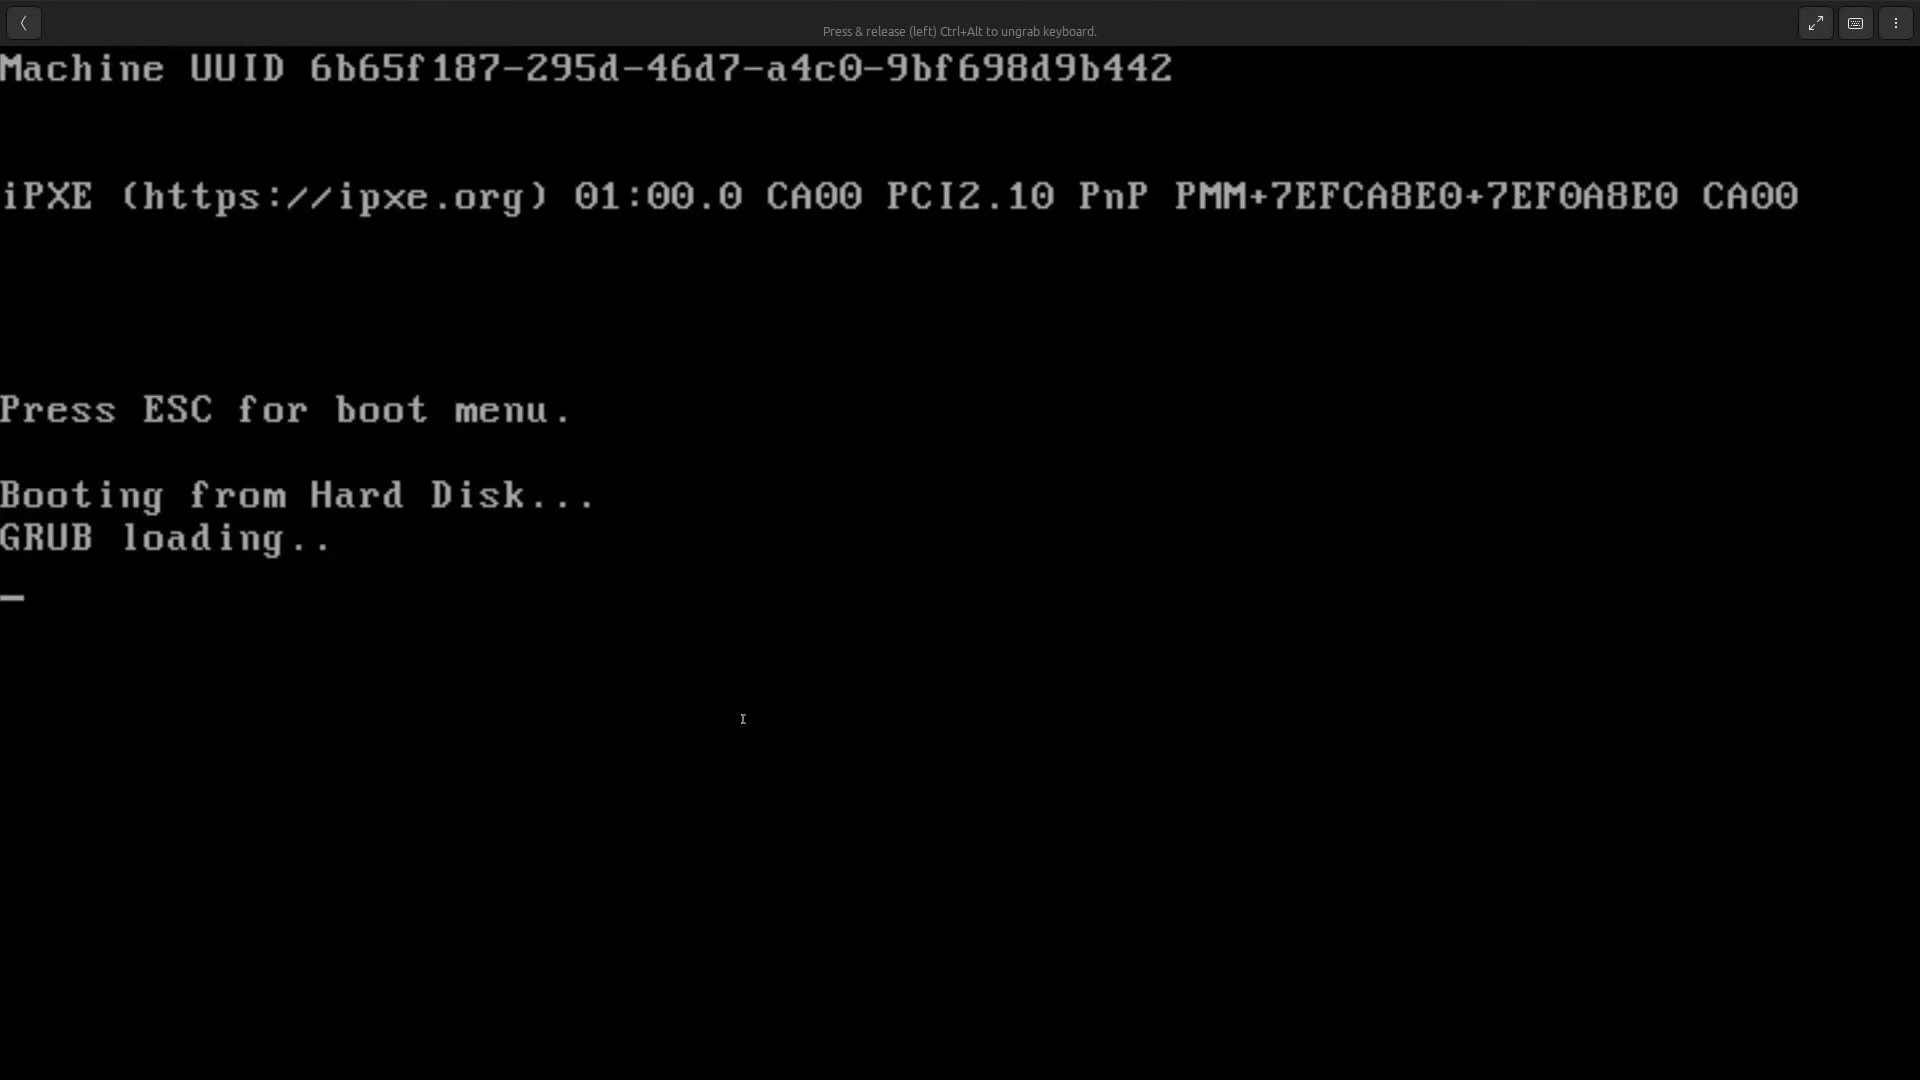 Press & release (left) Ctrl+Alt to ungrab keyboard.
Machine UUID 6b65f187-295d-46d7-a4c0-9bf698d9b442
iPXE (https://ipxe.org) 01:00.0 CA00 PCI2.10 PnP PMM+7EFCA8E0+7EF0A8E0 CA00
Press ESC for boot menu.
Booting from Hard Disk...
GRUB loading..